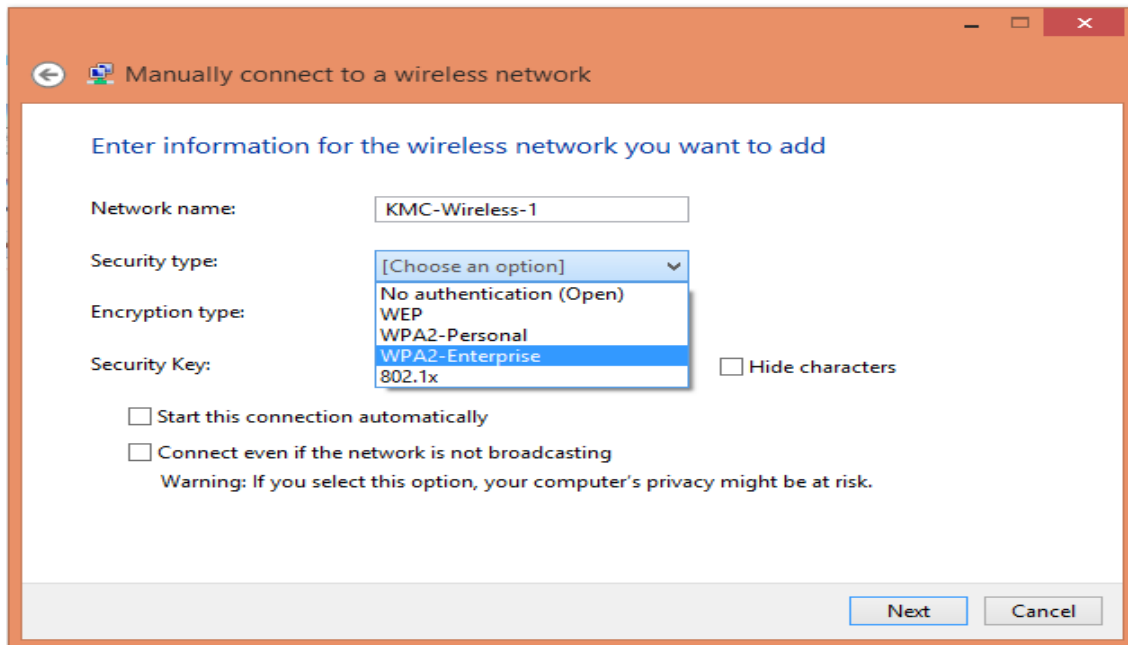 Manually connect to a wireless network
Enter information for the wireless network you want to add
Network name: KMC-Wireless-1
Security type: [Choose an option]
No authentication (Open)
Encryption type:
WEP
WPA2-Personal
WPA2-Enterprise
Security Key: Hide characters
802.1x
Start this connection automatically
Connect even if the network is not broadcasting
Warning: If you select this option, your computer's privacy might be at risk.
Next Cancel